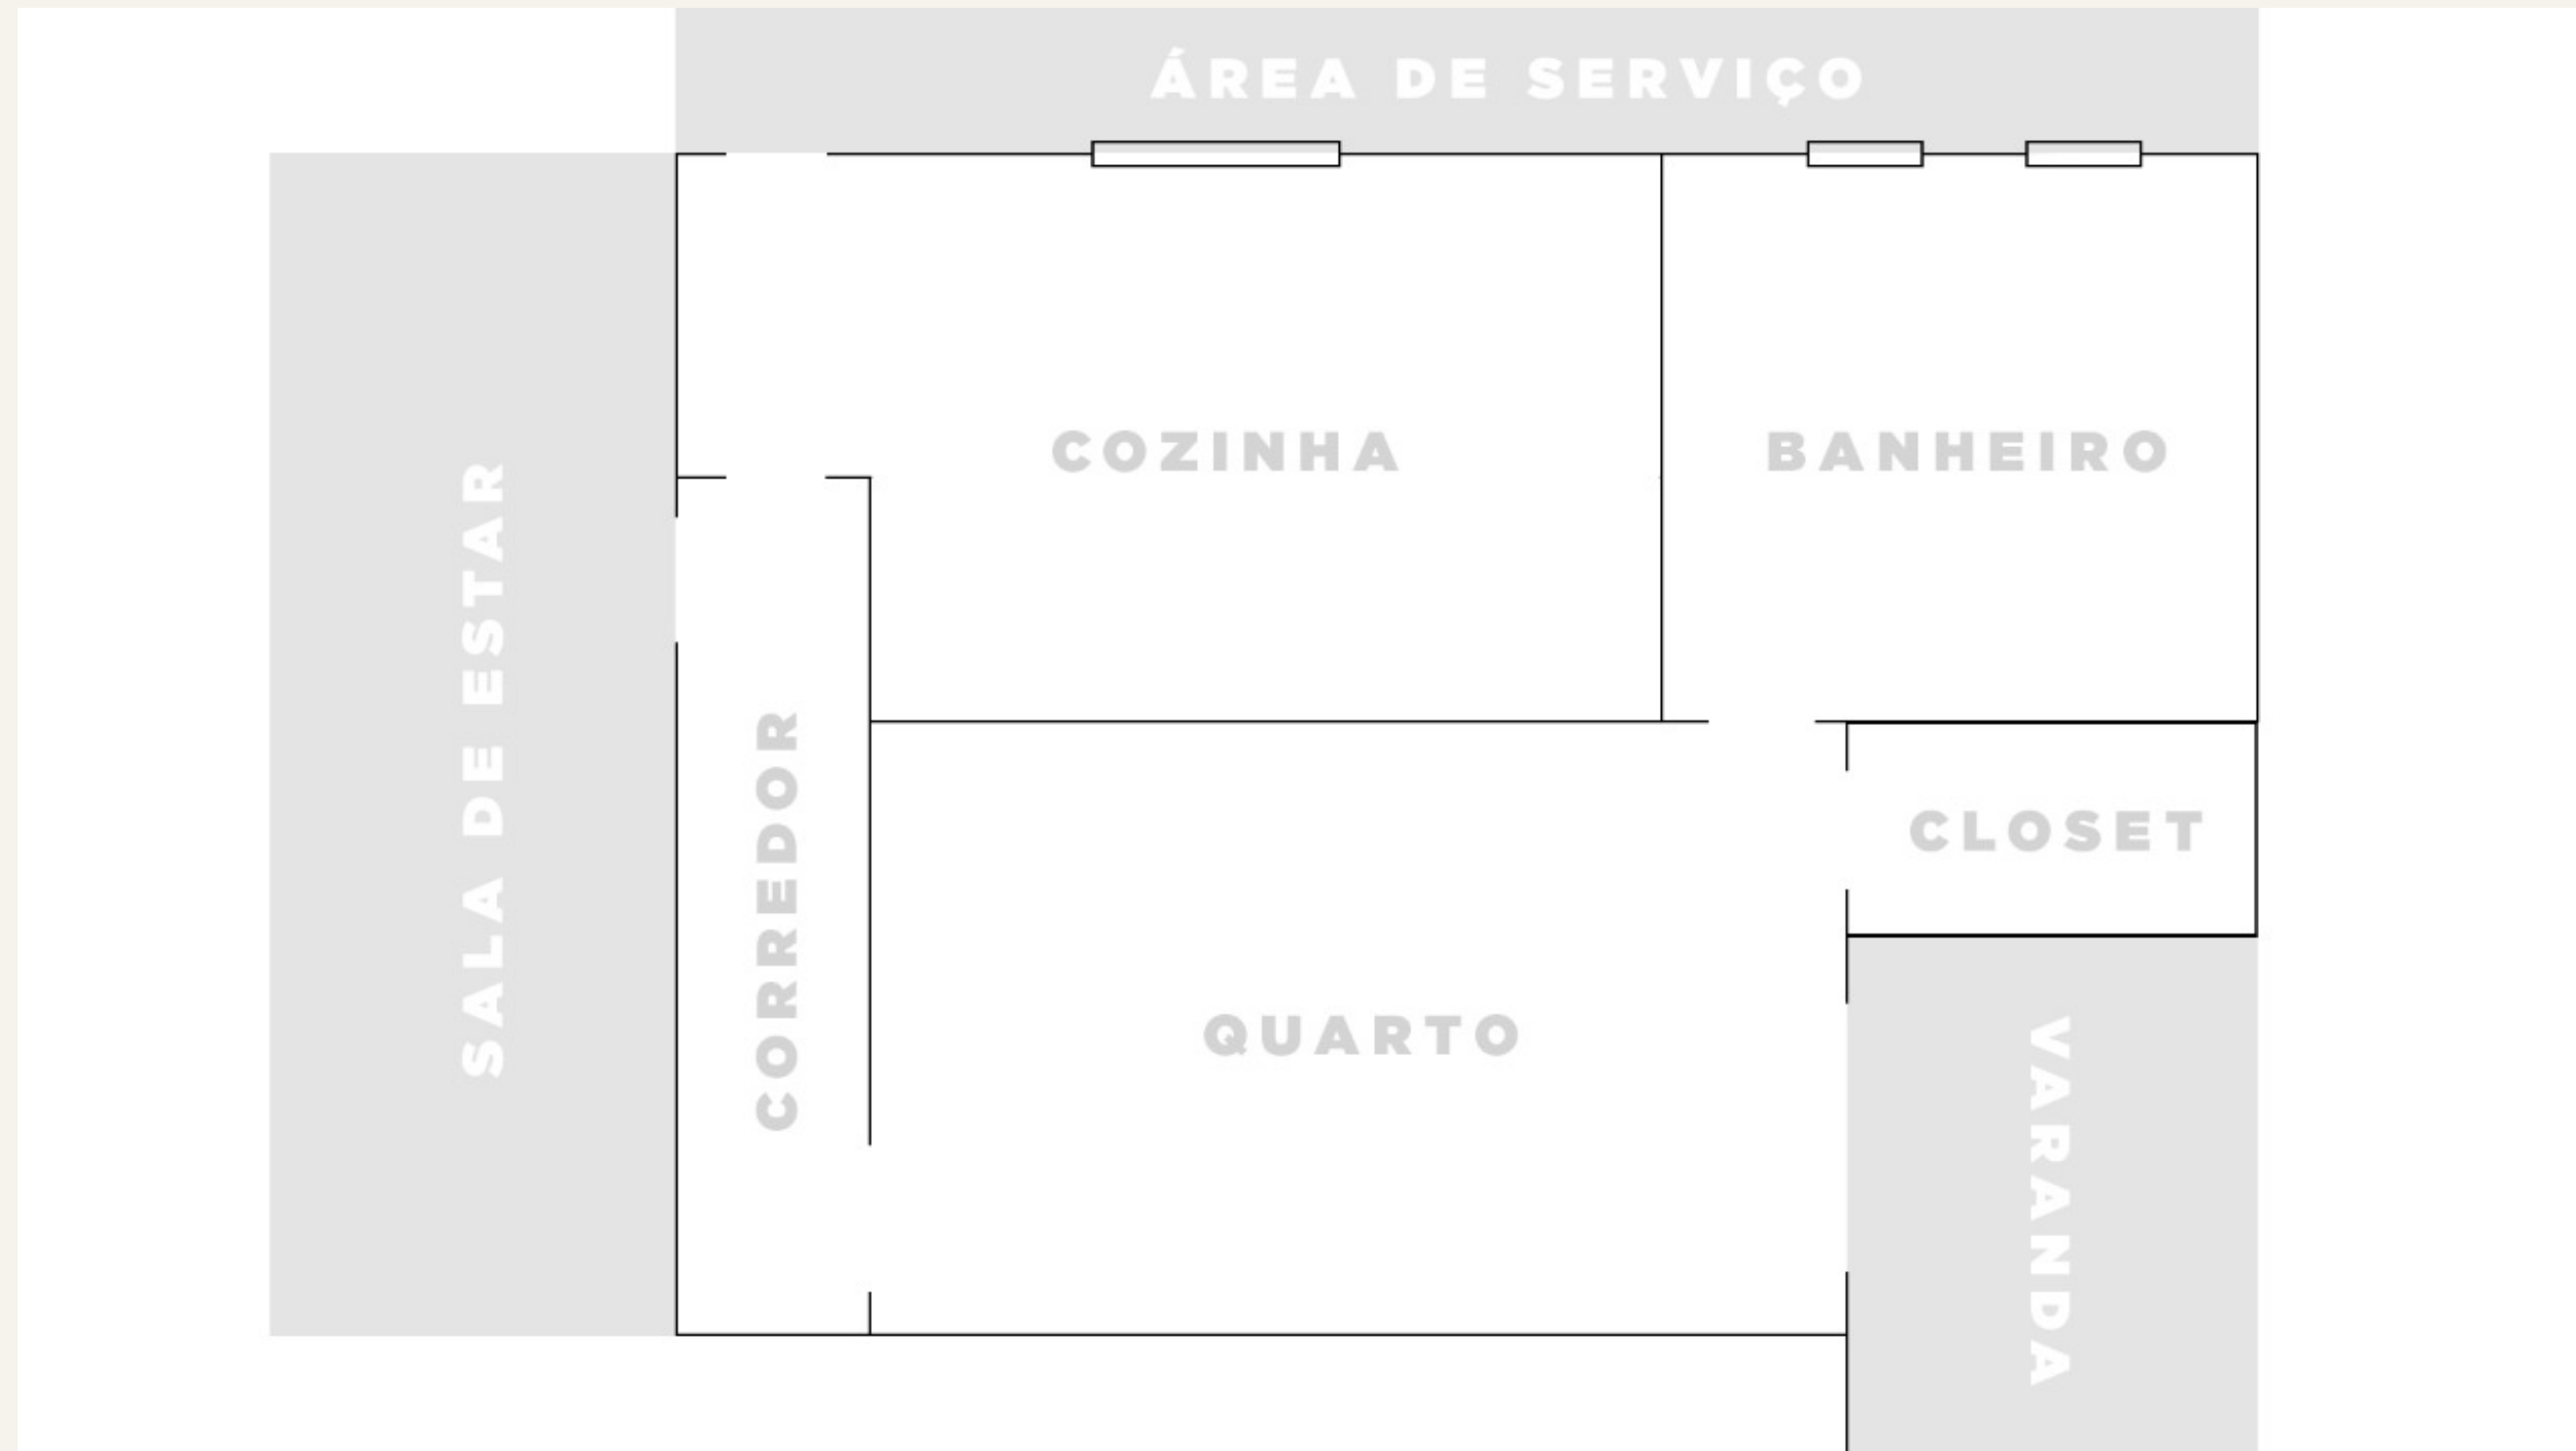 ÁREA DE SERVIÇO
SALA DE ESTAR
COZINHA
BANHEIRO
CORREDOR
CLOSET
QUARTO
VARANDA